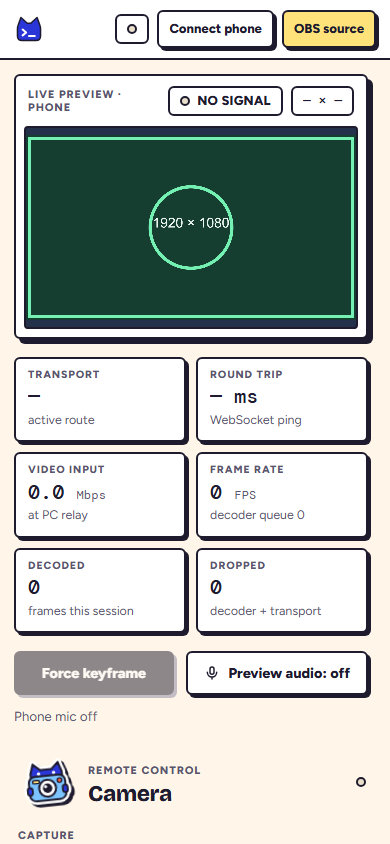 Connect phone
OBS source
LIVE PREVIEW ·
PHONE
NO SIGNAL
— × —
1920 × 1080
TRANSPORT
—
active route
ROUND TRIP
— ms
WebSocket ping
VIDEO INPUT
0.0 Mbps
at PC relay
FRAME RATE
0 FPS
decoder queue 0
DECODED
0
frames this session
DROPPED
0
decoder + transport
Force keyframe
Preview audio: off
Phone mic off
REMOTE CONTROL
Camera
CAPTURE